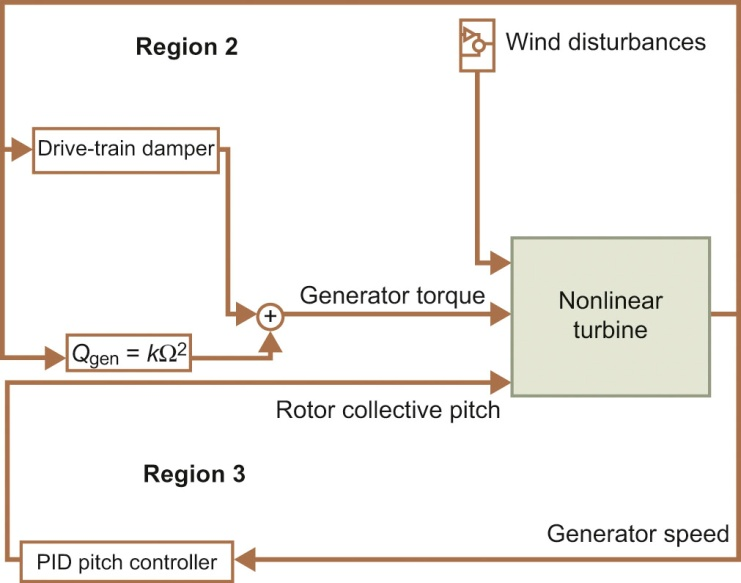 Region 2
Wind disturbances
Drive-train damper
Generator torque
+
Nonlinear
turbine
Qgen = kΩ²
Rotor collective pitch
Region 3
Generator speed
PID pitch controller